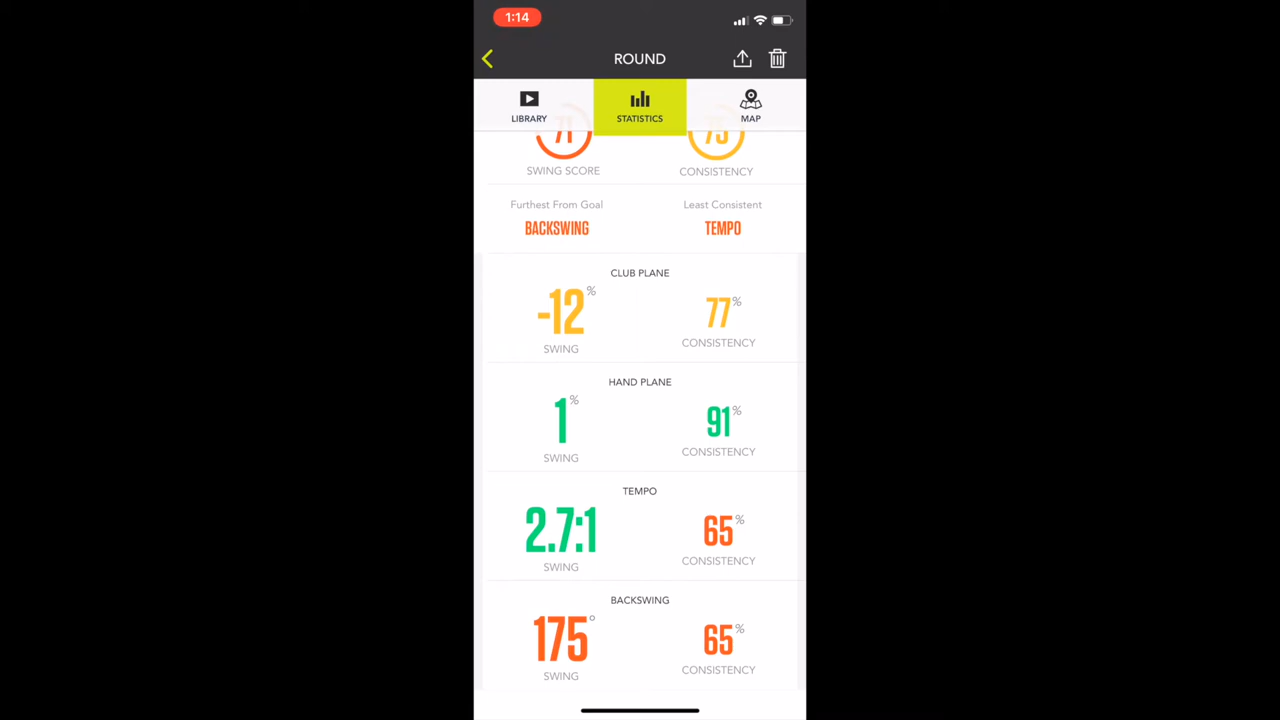 1:14
ROUND
LIBRARY
STATISTICS
MAP
71
75
SWING SCORE
CONSISTENCY
Furthest From Goal
Least Consistent
BACKSWING
TEMPO
CLUB PLANE
-12%
77%
SWING
CONSISTENCY
HAND PLANE
1%
91%
SWING
CONSISTENCY
TEMPO
2.7:1
65%
SWING
CONSISTENCY
BACKSWING
175°
65%
SWING
CONSISTENCY